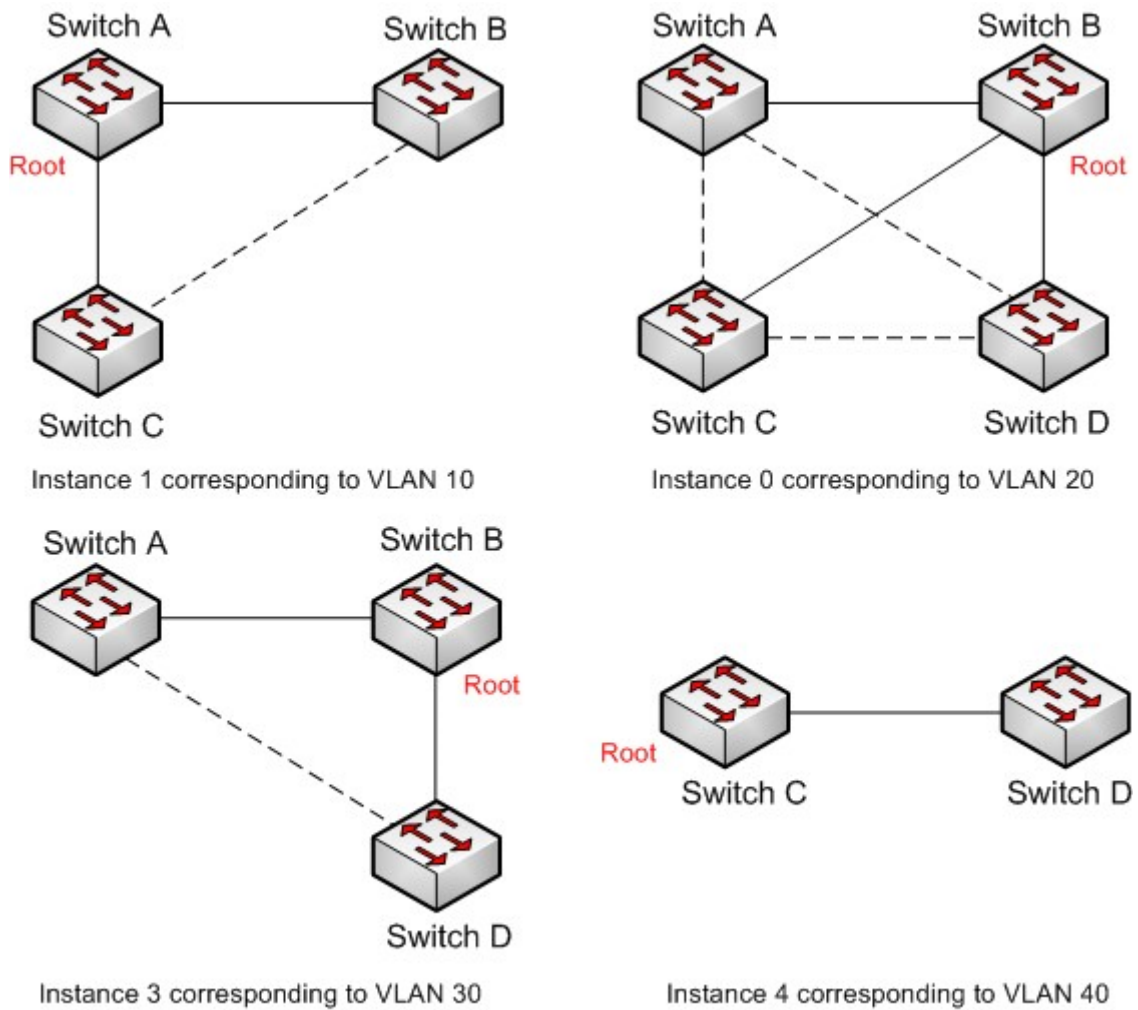 Switch A
Switch B
Root
Switch C
Instance 1 corresponding to VLAN 10
Switch A
Switch B
Root
Switch C
Switch D
Instance 0 corresponding to VLAN 20
Switch A
Switch B
Root
Switch D
Instance 3 corresponding to VLAN 30
Root
Switch C
Switch D
Instance 4 corresponding to VLAN 40